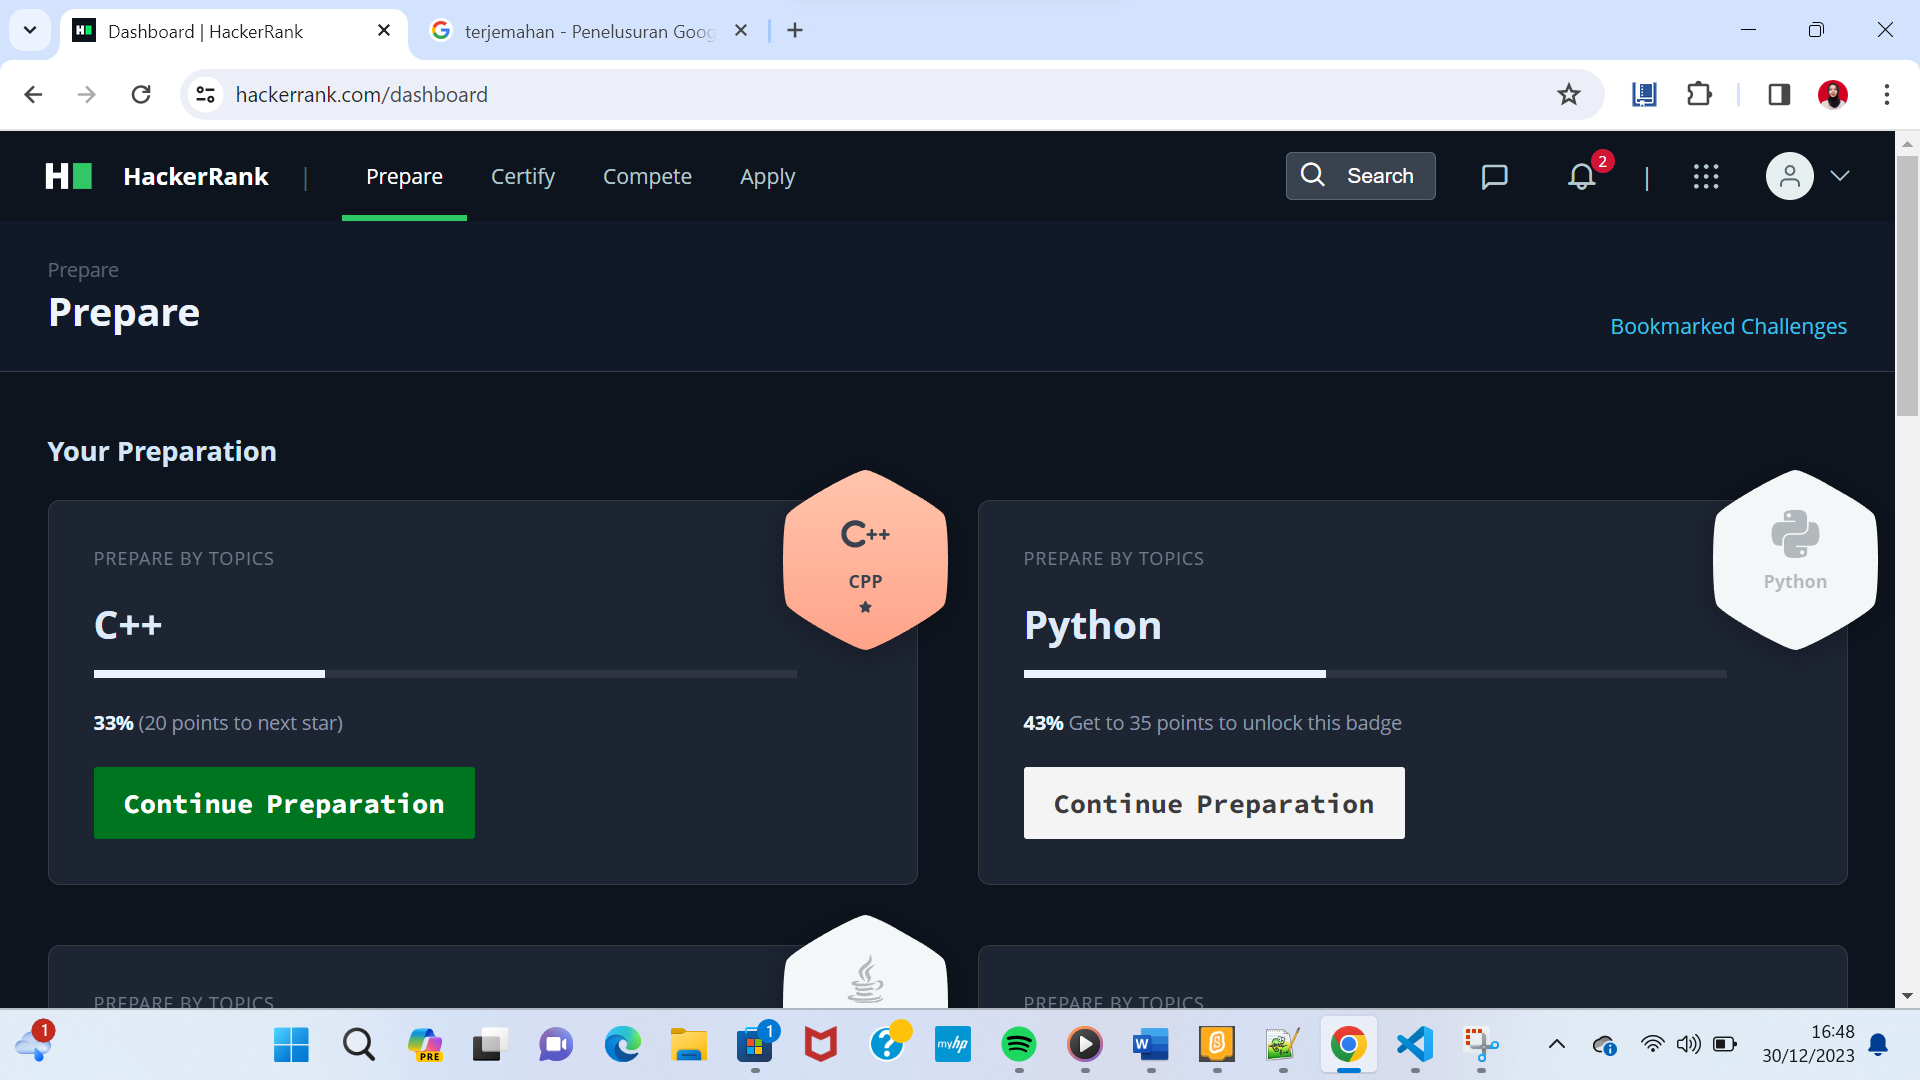 Dashboard | HackerRank
terjemahan - Penelusuran Goog
hackerrank.com/dashboard
HackerRank | Prepare Certify Compete Apply Search 2 |
Prepare
Prepare
Bookmarked Challenges
Your Preparation
PREPARE BY TOPICS
C++
CPP
C++
33% (20 points to next star)
Continue Preparation
PREPARE BY TOPICS
Python
Python
43% Get to 35 points to unlock this badge
Continue Preparation
PREPARE BY TOPICS
PREPARE BY TOPICS
1
PRE
1
myhp
16:48
30/12/2023